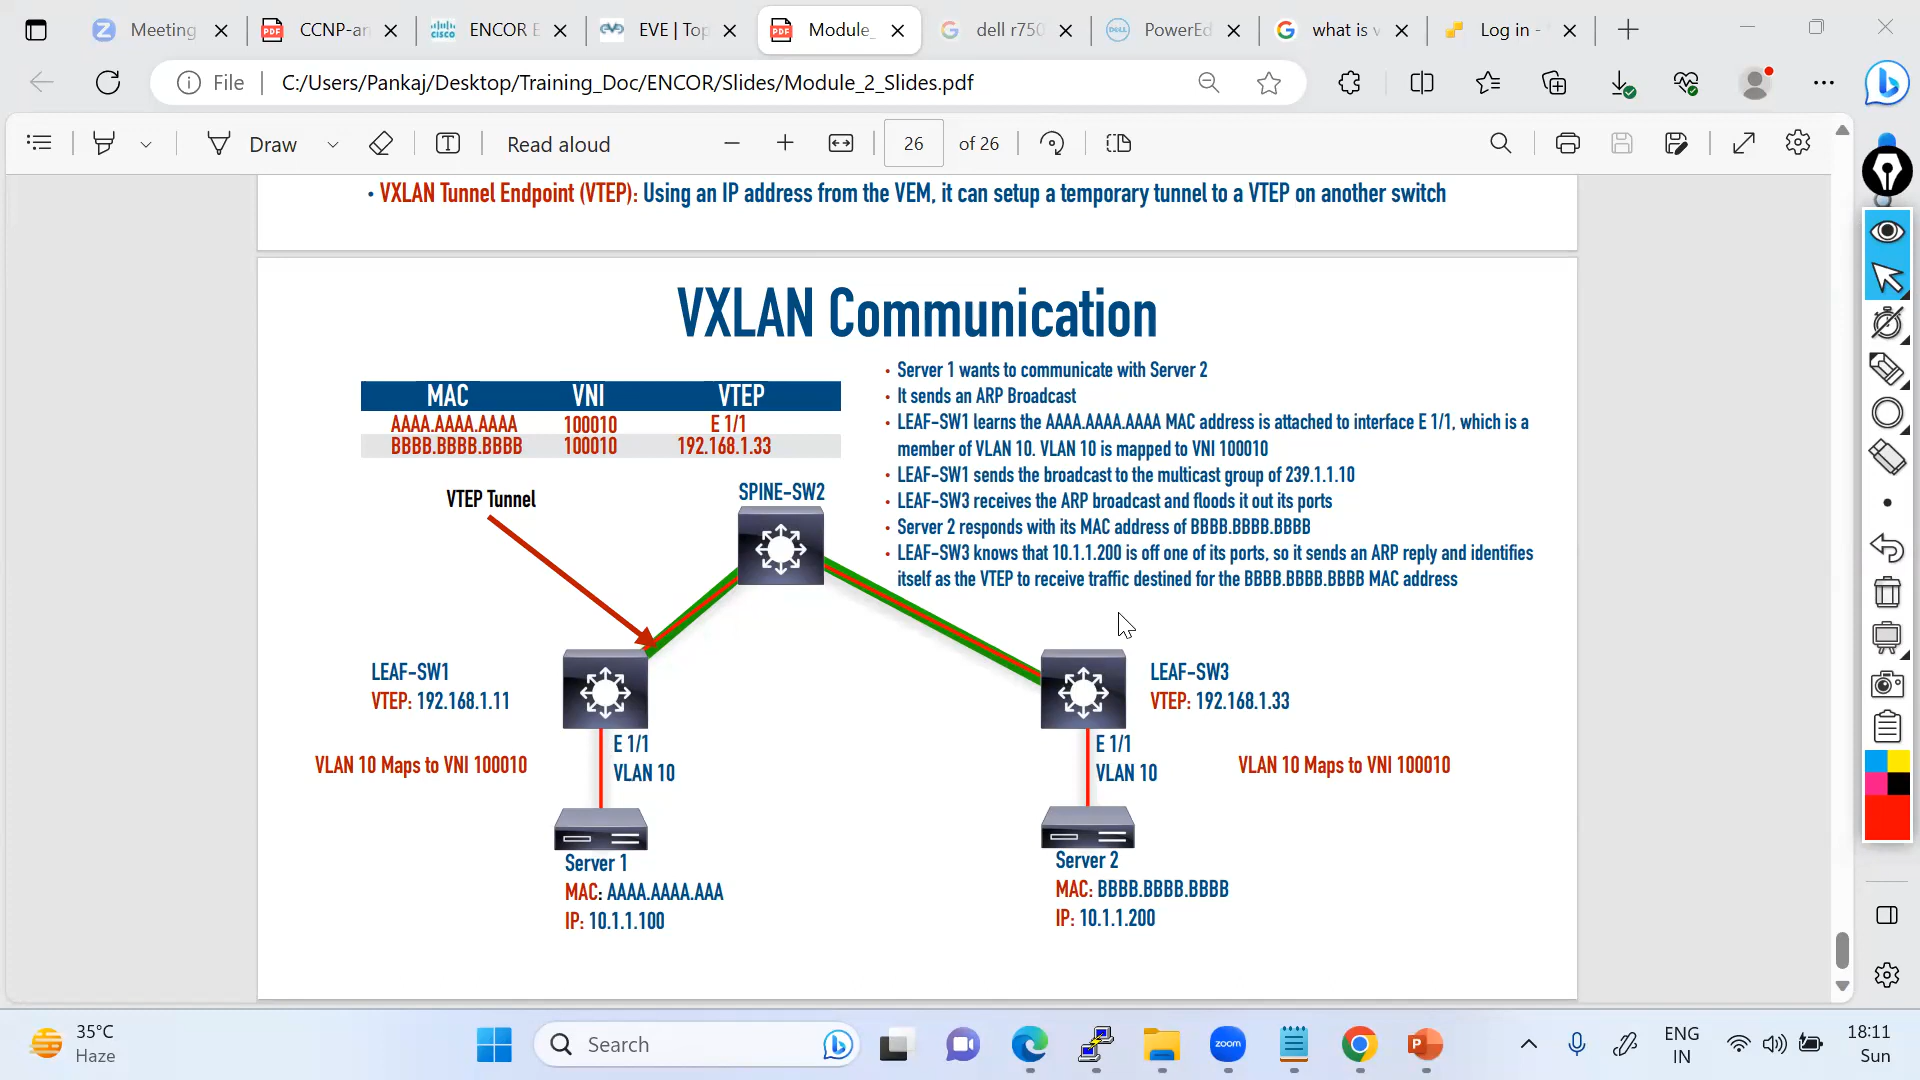 Meeting
CCNP-an
ENCOR E
EVE | Top
Module_
dell r750
PowerEd
what is v
Log in -
File
C:/Users/Pankaj/Desktop/Training_Doc/ENCOR/Slides/Module_2_Slides.pdf
Draw
Read aloud
26
of 26
• VXLAN Tunnel Endpoint (VTEP): Using an IP address from the VEM, it can setup a temporary tunnel to a VTEP on another switch
VXLAN Communication
MAC VNI VTEP
AAAA.AAAA.AAAA 100010 E 1/1
BBBB.BBBB.BBBB 100010 192.168.1.33
• Server 1 wants to communicate with Server 2
• It sends an ARP Broadcast
• LEAF-SW1 learns the AAAA.AAAA.AAAA MAC address is attached to interface E 1/1, which is a
member of VLAN 10. VLAN 10 is mapped to VNI 100010
• LEAF-SW1 sends the broadcast to the multicast group of 239.1.1.10
• LEAF-SW3 receives the ARP broadcast and floods it out its ports
• Server 2 responds with its MAC address of BBBB.BBBB.BBBB
• LEAF-SW3 knows that 10.1.1.200 is off one of its ports, so it sends an ARP reply and identifies
itself as the VTEP to receive traffic destined for the BBBB.BBBB.BBBB MAC address
VTEP Tunnel
SPINE-SW2
LEAF-SW1
VTEP: 192.168.1.11
LEAF-SW3
VTEP: 192.168.1.33
E 1/1
VLAN 10
E 1/1
VLAN 10
VLAN 10 Maps to VNI 100010
VLAN 10 Maps to VNI 100010
Server 1
MAC: AAAA.AAAA.AAA
IP: 10.1.1.100
Server 2
MAC: BBBB.BBBB.BBBB
IP: 10.1.1.200
35°C
Haze
Search
zoom
ENG
IN
18:11
Sun